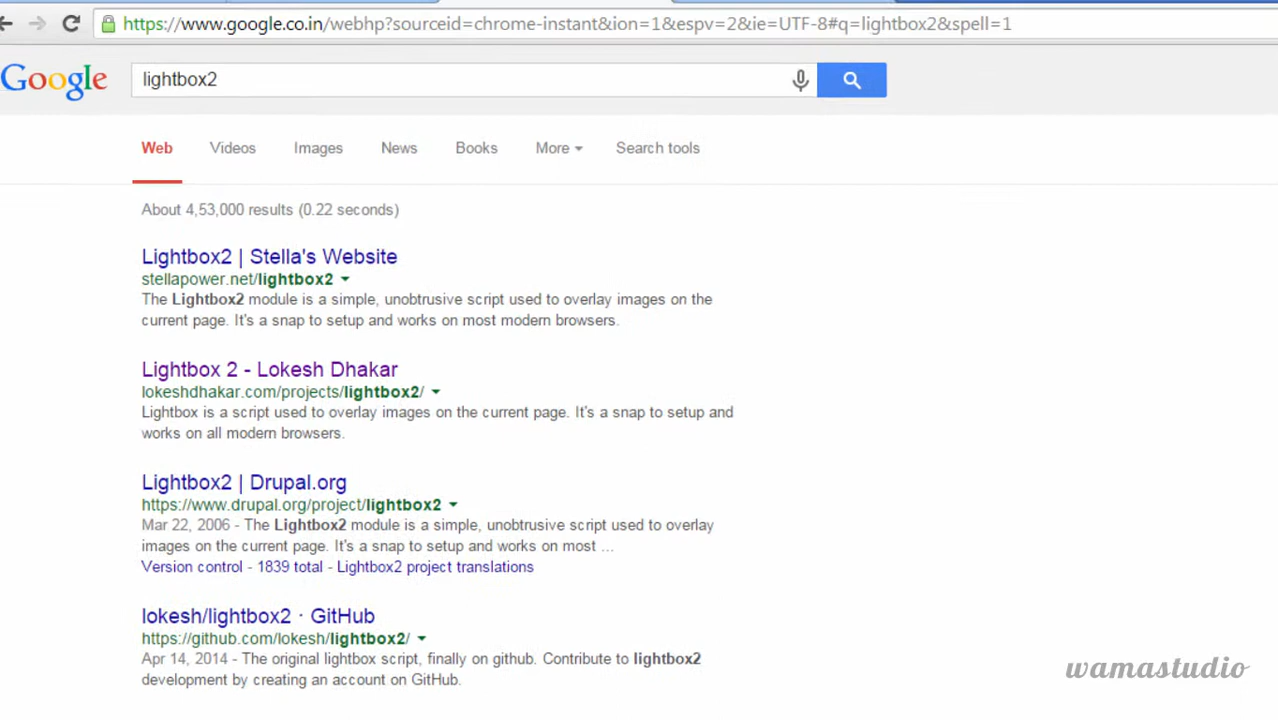 https://www.google.co.in/webhp?sourceid=chrome-instant&ion=1&espv=2&ie=UTF-8#q=lightbox2&spell=1
Google lightbox2
Web Videos Images News Books More Search tools
About 4,53,000 results (0.22 seconds)
Lightbox2 | Stella's Website
stellapower.net/lightbox2
The Lightbox2 module is a simple, unobtrusive script used to overlay images on the
current page. It's a snap to setup and works on most modern browsers.
Lightbox 2 - Lokesh Dhakar
lokeshdhakar.com/projects/lightbox2/
Lightbox is a script used to overlay images on the current page. It's a snap to setup and
works on all modern browsers.
Lightbox2 | Drupal.org
https://www.drupal.org/project/lightbox2
Mar 22, 2006 - The Lightbox2 module is a simple, unobtrusive script used to overlay
images on the current page. It's a snap to setup and works on most ...
Version control - 1839 total - Lightbox2 project translations
lokesh/lightbox2 · GitHub
https://github.com/lokesh/lightbox2/
Apr 14, 2014 - The original lightbox script, finally on github. Contribute to lightbox2
development by creating an account on GitHub.
wamastudio